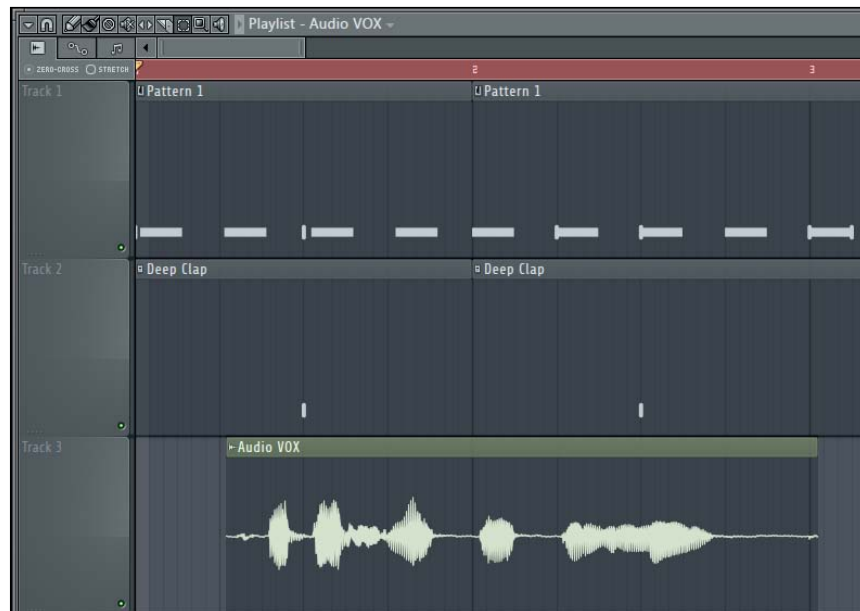 Playlist - Audio VOX
ZERO-CROSS STRETCH
2
3
Track 1
Pattern 1
Pattern 1
Track 2
Deep Clap
Deep Clap
Track 3
Audio VOX